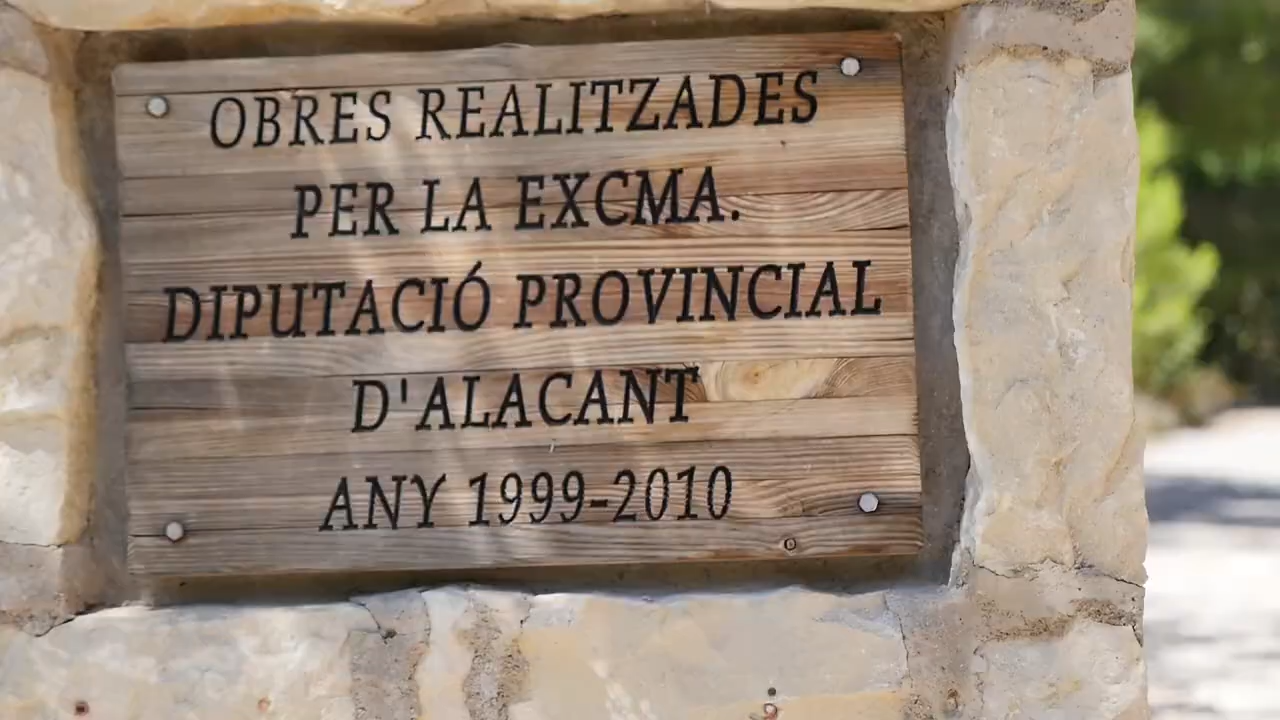 OBRES REALITZADES
PER LA EXCMA.
DIPUTACIÓ PROVINCIAL
D'ALACANT
ANY 1999-2010